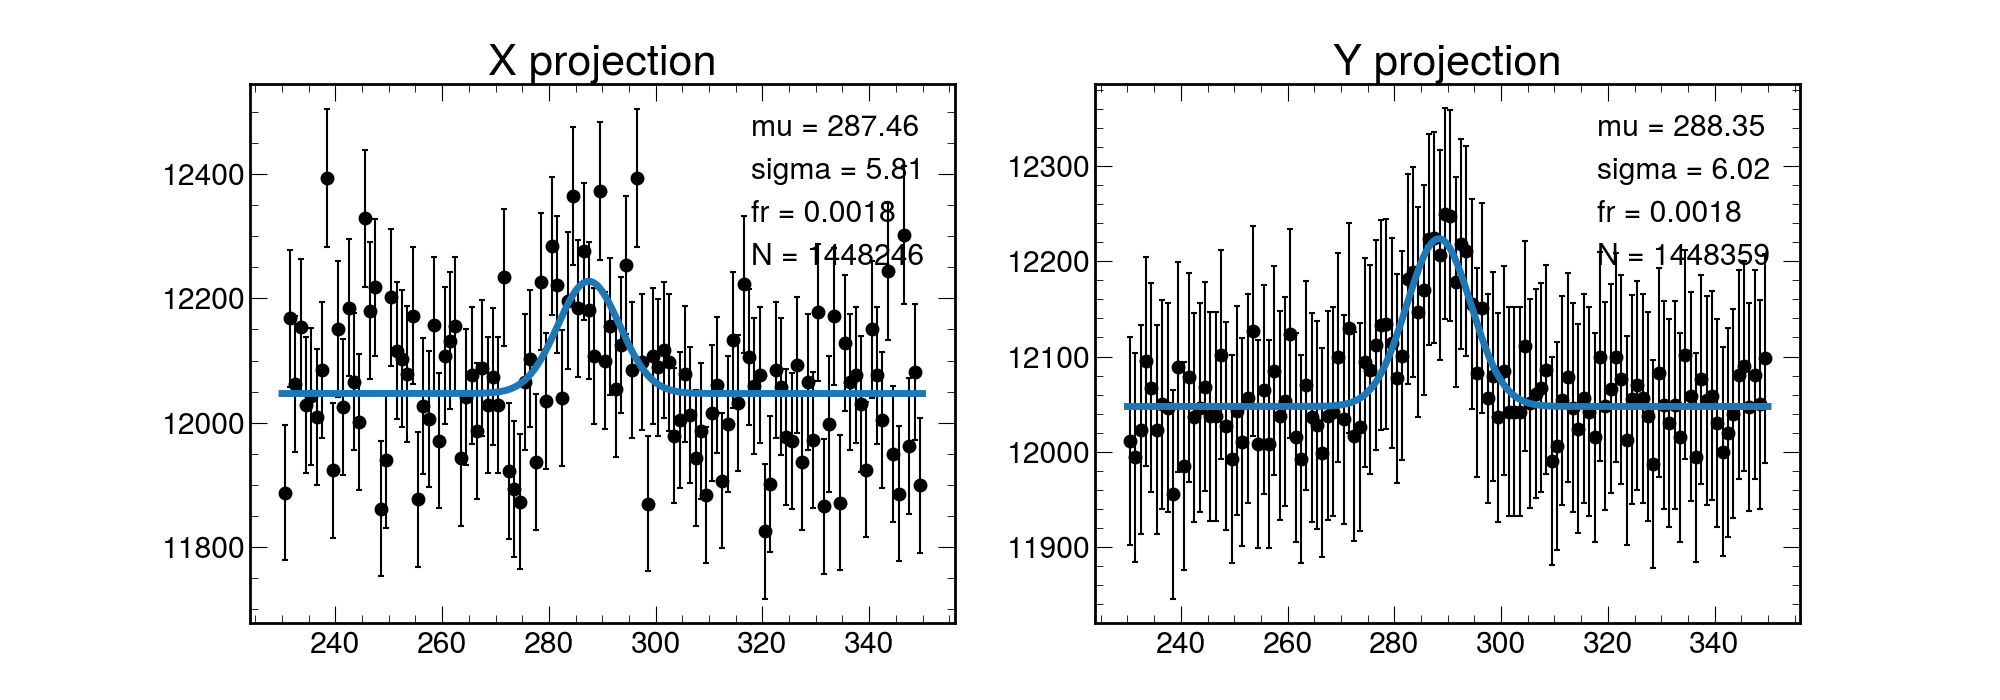 X projection
mu = 287.46
sigma = 5.81
fr = 0.0018
N = 1448246
12400
12200
12000
11800
240 260 280 300 320 340
Y projection
mu = 288.35
sigma = 6.02
fr = 0.0018
N = 1448359
12300
12200
12100
12000
11900
240 260 280 300 320 340